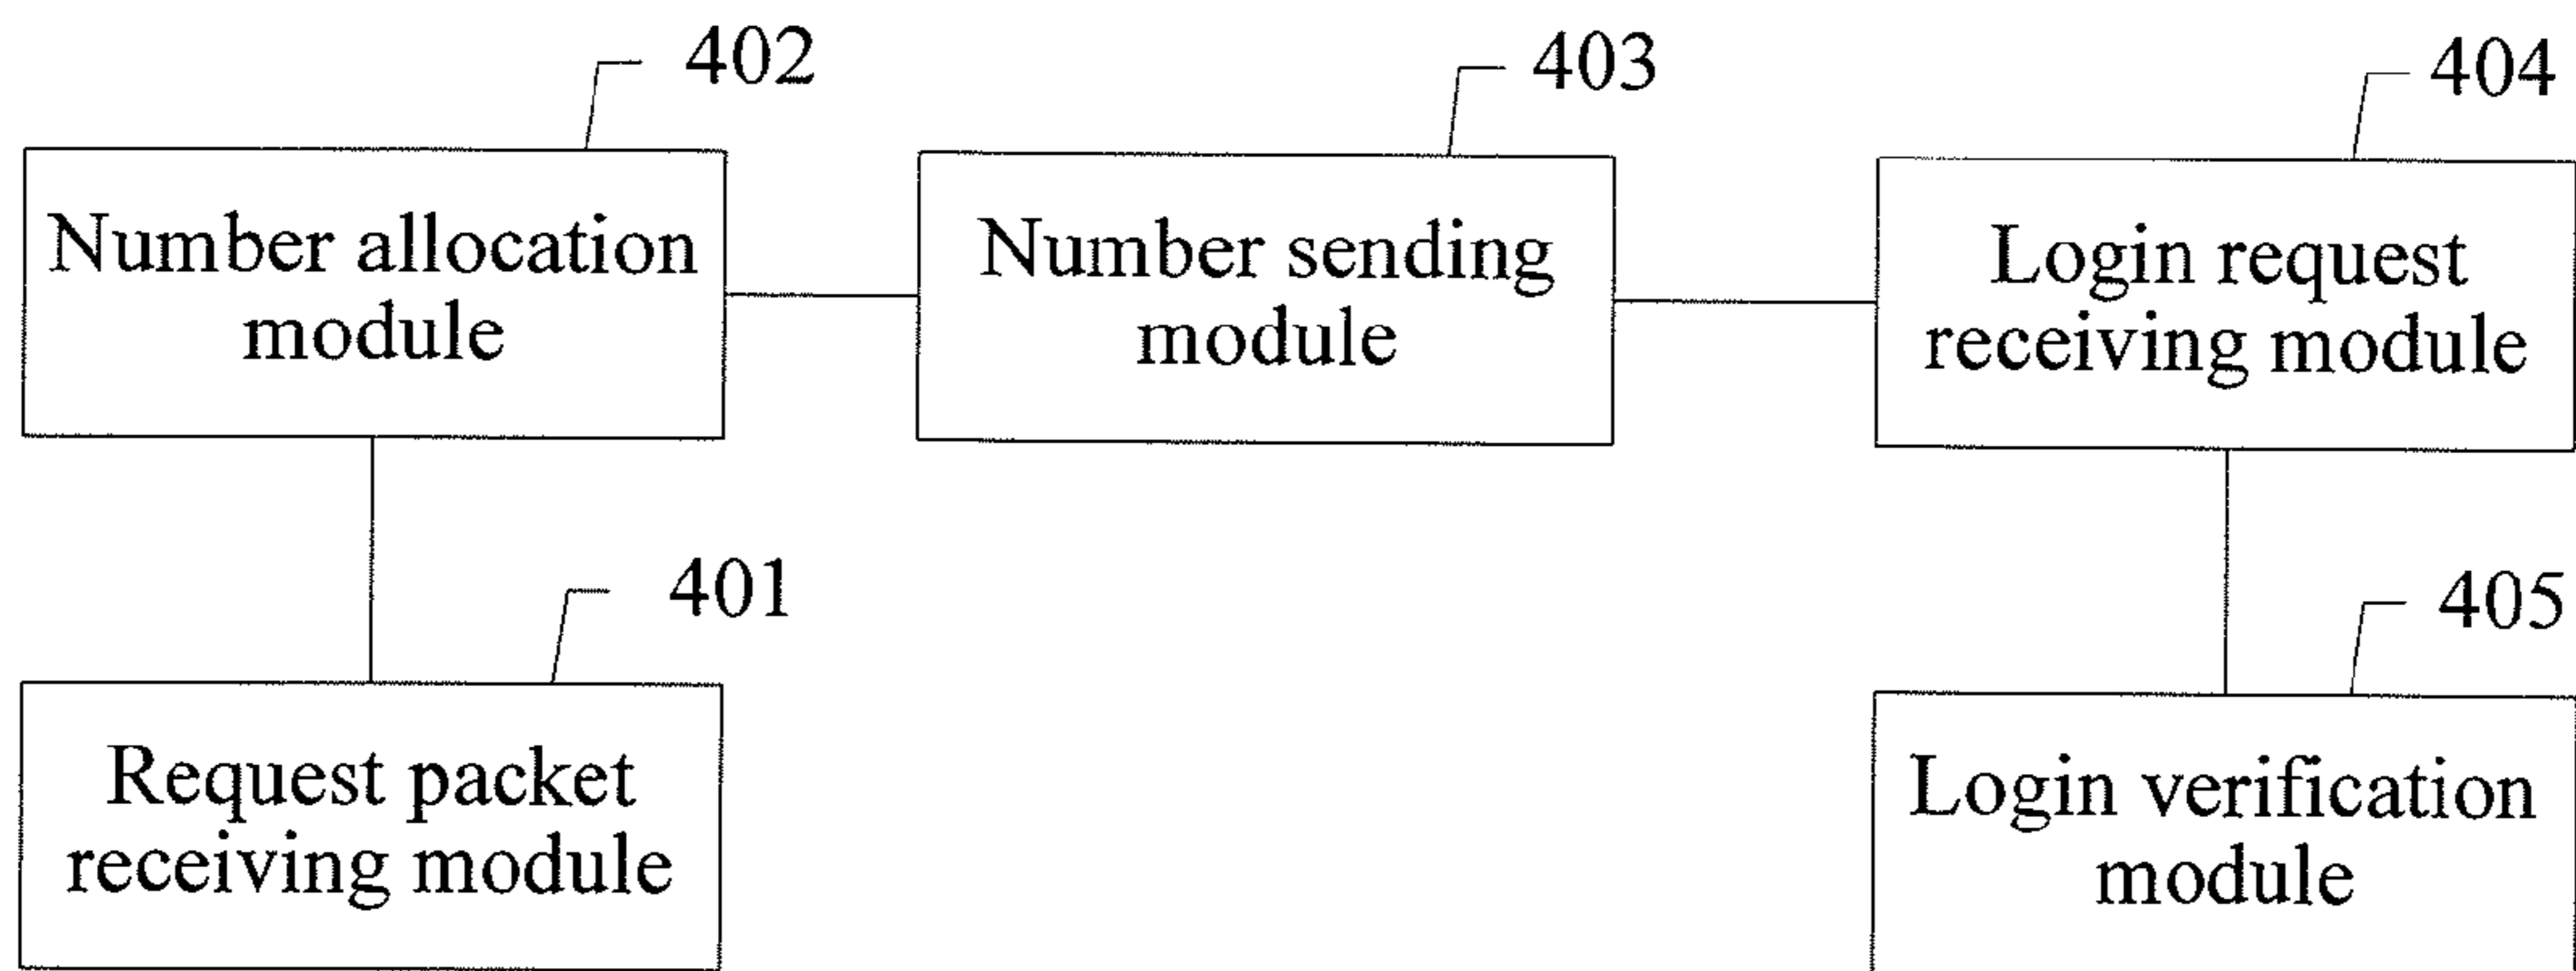 402
Number allocation
module
403
Number sending
module
404
Login request
receiving module
401
Request packet
receiving module
405
Login verification
module